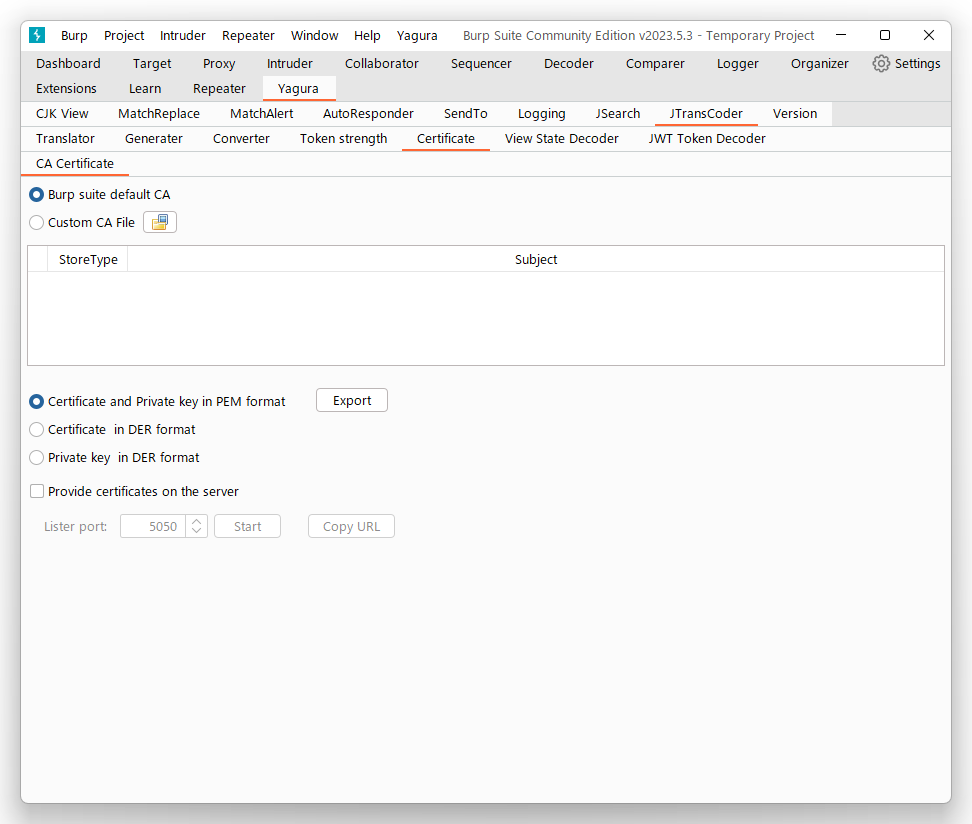 Burp Project Intruder Repeater Window Help Yagura Burp Suite Community Edition v2023.5.3 - Temporary Project
Dashboard Target Proxy Intruder Collaborator Sequencer Decoder Comparer Logger Organizer Settings
Extensions Learn Repeater Yagura
CJK View MatchReplace MatchAlert AutoResponder SendTo Logging JSearch JTransCoder Version
Translator Generater Converter Token strength Certificate View State Decoder JWT Token Decoder
CA Certificate
Burp suite default CA
Custom CA File
StoreType Subject
Certificate and Private key in PEM format Export
Certificate in DER format
Private key in DER format
Provide certificates on the server
Lister port: 5050 Start Copy URL